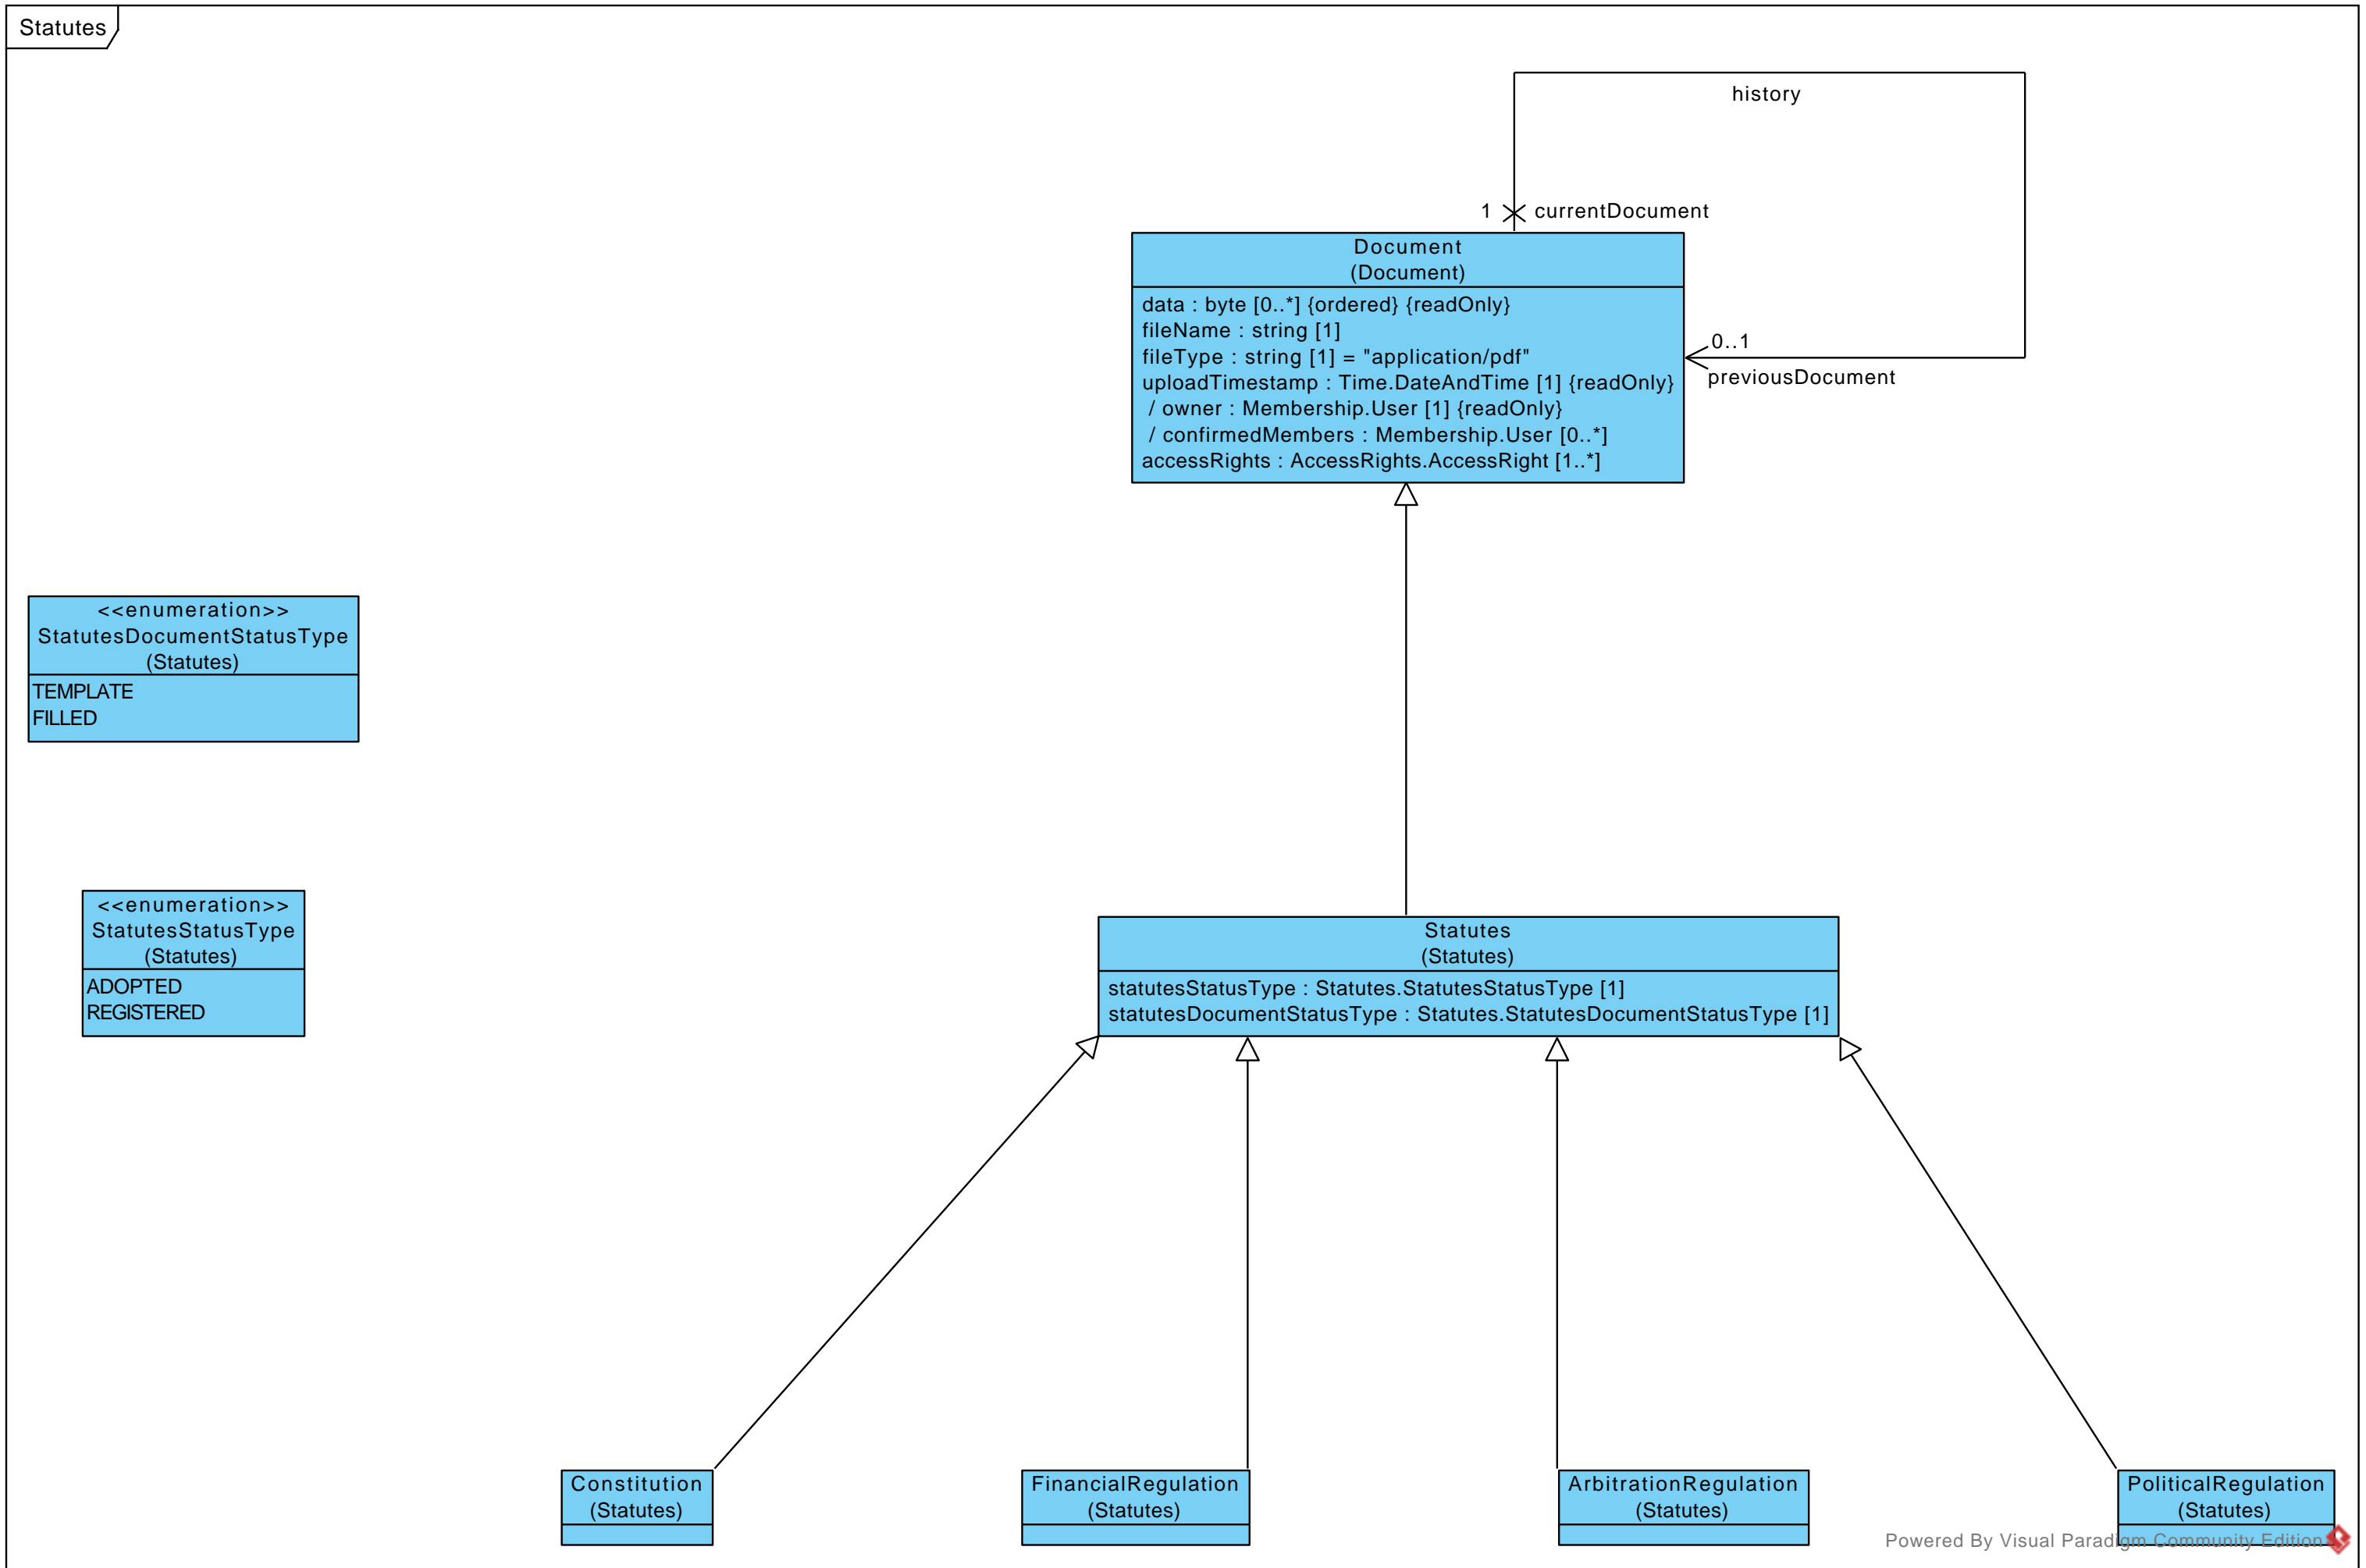 Statutes
history
1
currentDocument
Document
(Document)
data : byte [0..*] {ordered} {readOnly}
fileName : string [1]
fileType : string [1] = "application/pdf"
uploadTimestamp : Time.DateAndTime [1] {readOnly}
/ owner : Membership.User [1] {readOnly}
/ confirmedMembers : Membership.User [0..*]
accessRights : AccessRights.AccessRight [1..*]
0..1
previousDocument
<<enumeration>>
StatutesDocumentStatusType
(Statutes)
TEMPLATE
FILLED
<<enumeration>>
StatutesStatusType
(Statutes)
ADOPTED
REGISTERED
Statutes
(Statutes)
statutesStatusType : Statutes.StatutesStatusType [1]
statutesDocumentStatusType : Statutes.StatutesDocumentStatusType [1]
Constitution
(Statutes)
FinancialRegulation
(Statutes)
ArbitrationRegulation
(Statutes)
PoliticalRegulation
(Statutes)
Powered By Visual Paradigm Community Edition